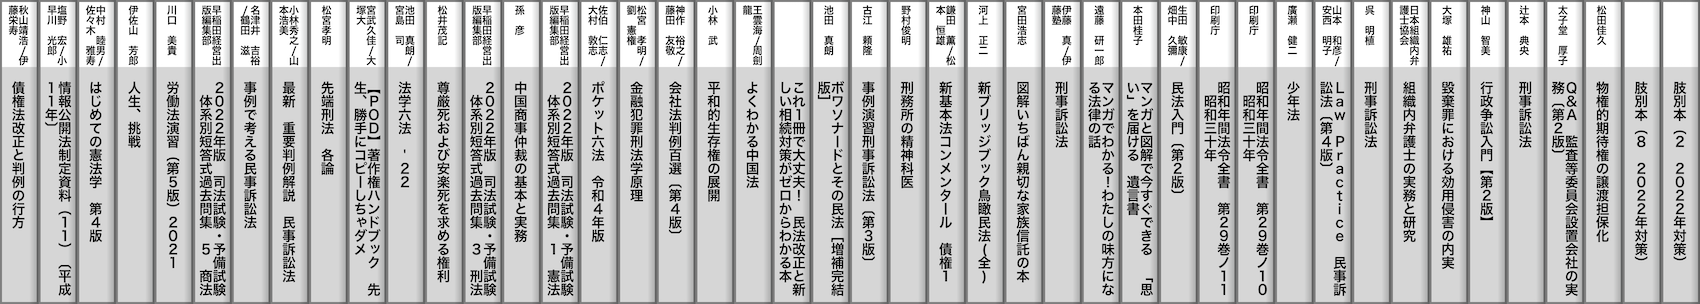 肢別本（２　２０２２年対策）
肢別本（８　２０２２年対策）
松田佳久
物権的期待権の譲渡担保化
太子堂　厚子
Ｑ＆Ａ　監査等委員会設置会社の実
務〔第２版〕
辻本　典央
刑事訴訟法
神山　智美
行政争訟入門【第２版】
大塚　雄祐
毀棄罪における効用侵害の内実
日本組織内弁
護士協会
組織内弁護士の実務と研究
呉　明植
刑事訴訟法
山本　和彦/
安西　明子
Ｌａｗ　Ｐｒａｃｔｉｃｅ　民事訴
訟法〔第４版〕
廣瀬　健二
少年法
印刷庁
昭和年間法令全書　第２９巻ノ１０
昭和三十年
印刷庁
昭和年間法令全書　第２９巻ノ１１
昭和三十年
生田　敏康/
畑中　久彌
民法入門〔第２版〕
本田桂子
マンガと図解で今すぐできる　「思
い」を届ける　遺言書
遠藤　研一郎
マンガでわかる！わたしの味方にな
る法律の話
伊藤　真/伊
藤塾
刑事訴訟法
宮田浩志
図解いちばん親切な家族信託の本
河上　正二
新ブリッジブック鳥瞰民法(全)
鎌田　薫/松
本　恒雄
新基本法コンメンタール　債権１
野村俊明
刑務所の精神科医
古江　頼隆
事例演習刑事訴訟法〔第３版〕
池田　真朗
ボワソナードとその民法［増補完結
版］
これ１冊で大丈夫！　民法改正と新
しい相続対策がゼロからわかる本
王雲海/周劍
龍
よくわかる中国法
小林　武
平和的生存権の展開
神作　裕之/
藤田　友敬
会社法判例百選〔第４版〕
松宮　孝明/
劉　憲権
金融犯罪刑法学原理
佐伯　仁志/
大村　敦志
ポケット六法　令和４年版
早稲田経営出
版編集部
２０２２年版　司法試験・予備試験
体系別短答式過去問集　１　憲法
孫　彦
中国商事仲裁の基本と実務
早稲田経営出
版編集部
２０２２年版　司法試験・予備試験
体系別短答式過去問集　３　刑法
松井茂記
尊厳死および安楽死を求める権利
池田　真朗/
宮島　司
法学六法　'２２
宮武久佳/大
塚大
【ＰＯＤ】著作権ハンドブック　先
生、勝手にコピーしちゃダメ
松宮孝明
先端刑法　各論
小林秀之/山
本浩美
最新　重要判例解説　民事訴訟法
名津井　吉裕
/鶴田　滋
事例で考える民事訴訟法
早稲田経営出
版編集部
２０２２年版　司法試験・予備試験
体系別短答式過去問集　５　商法
川口　美貴
労働法演習（第５版）２０２１
伊佐山　芳郎
人生、挑戦
中村　睦男/
佐々木　雅寿
はじめての憲法学　第４版
塩野　宏/小
早川　光郎
情報公開法制定資料（１１）〔平成
１１年〕
秋山靖浩/伊
藤栄寿
債権法改正と判例の行方